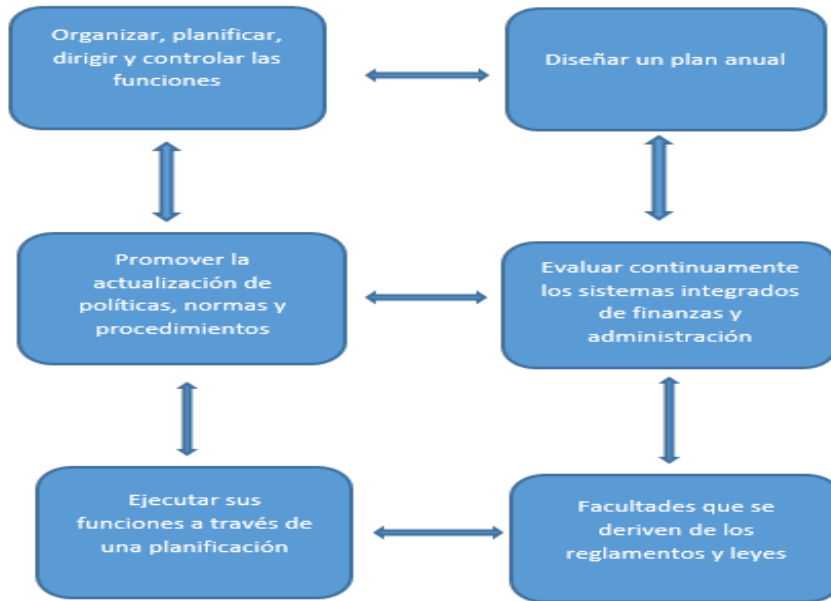 Organizar, planificar,
dirigir y controlar las
funciones
Diseñar un plan anual
Promover la
actualización de
políticas, normas y
procedimientos
Evaluar continuamente
los sistemas integrados
de finanzas y
administración
Ejecutar sus
funciones a través de
una planificación
Facultades que se
deriven de los
reglamentos y leyes